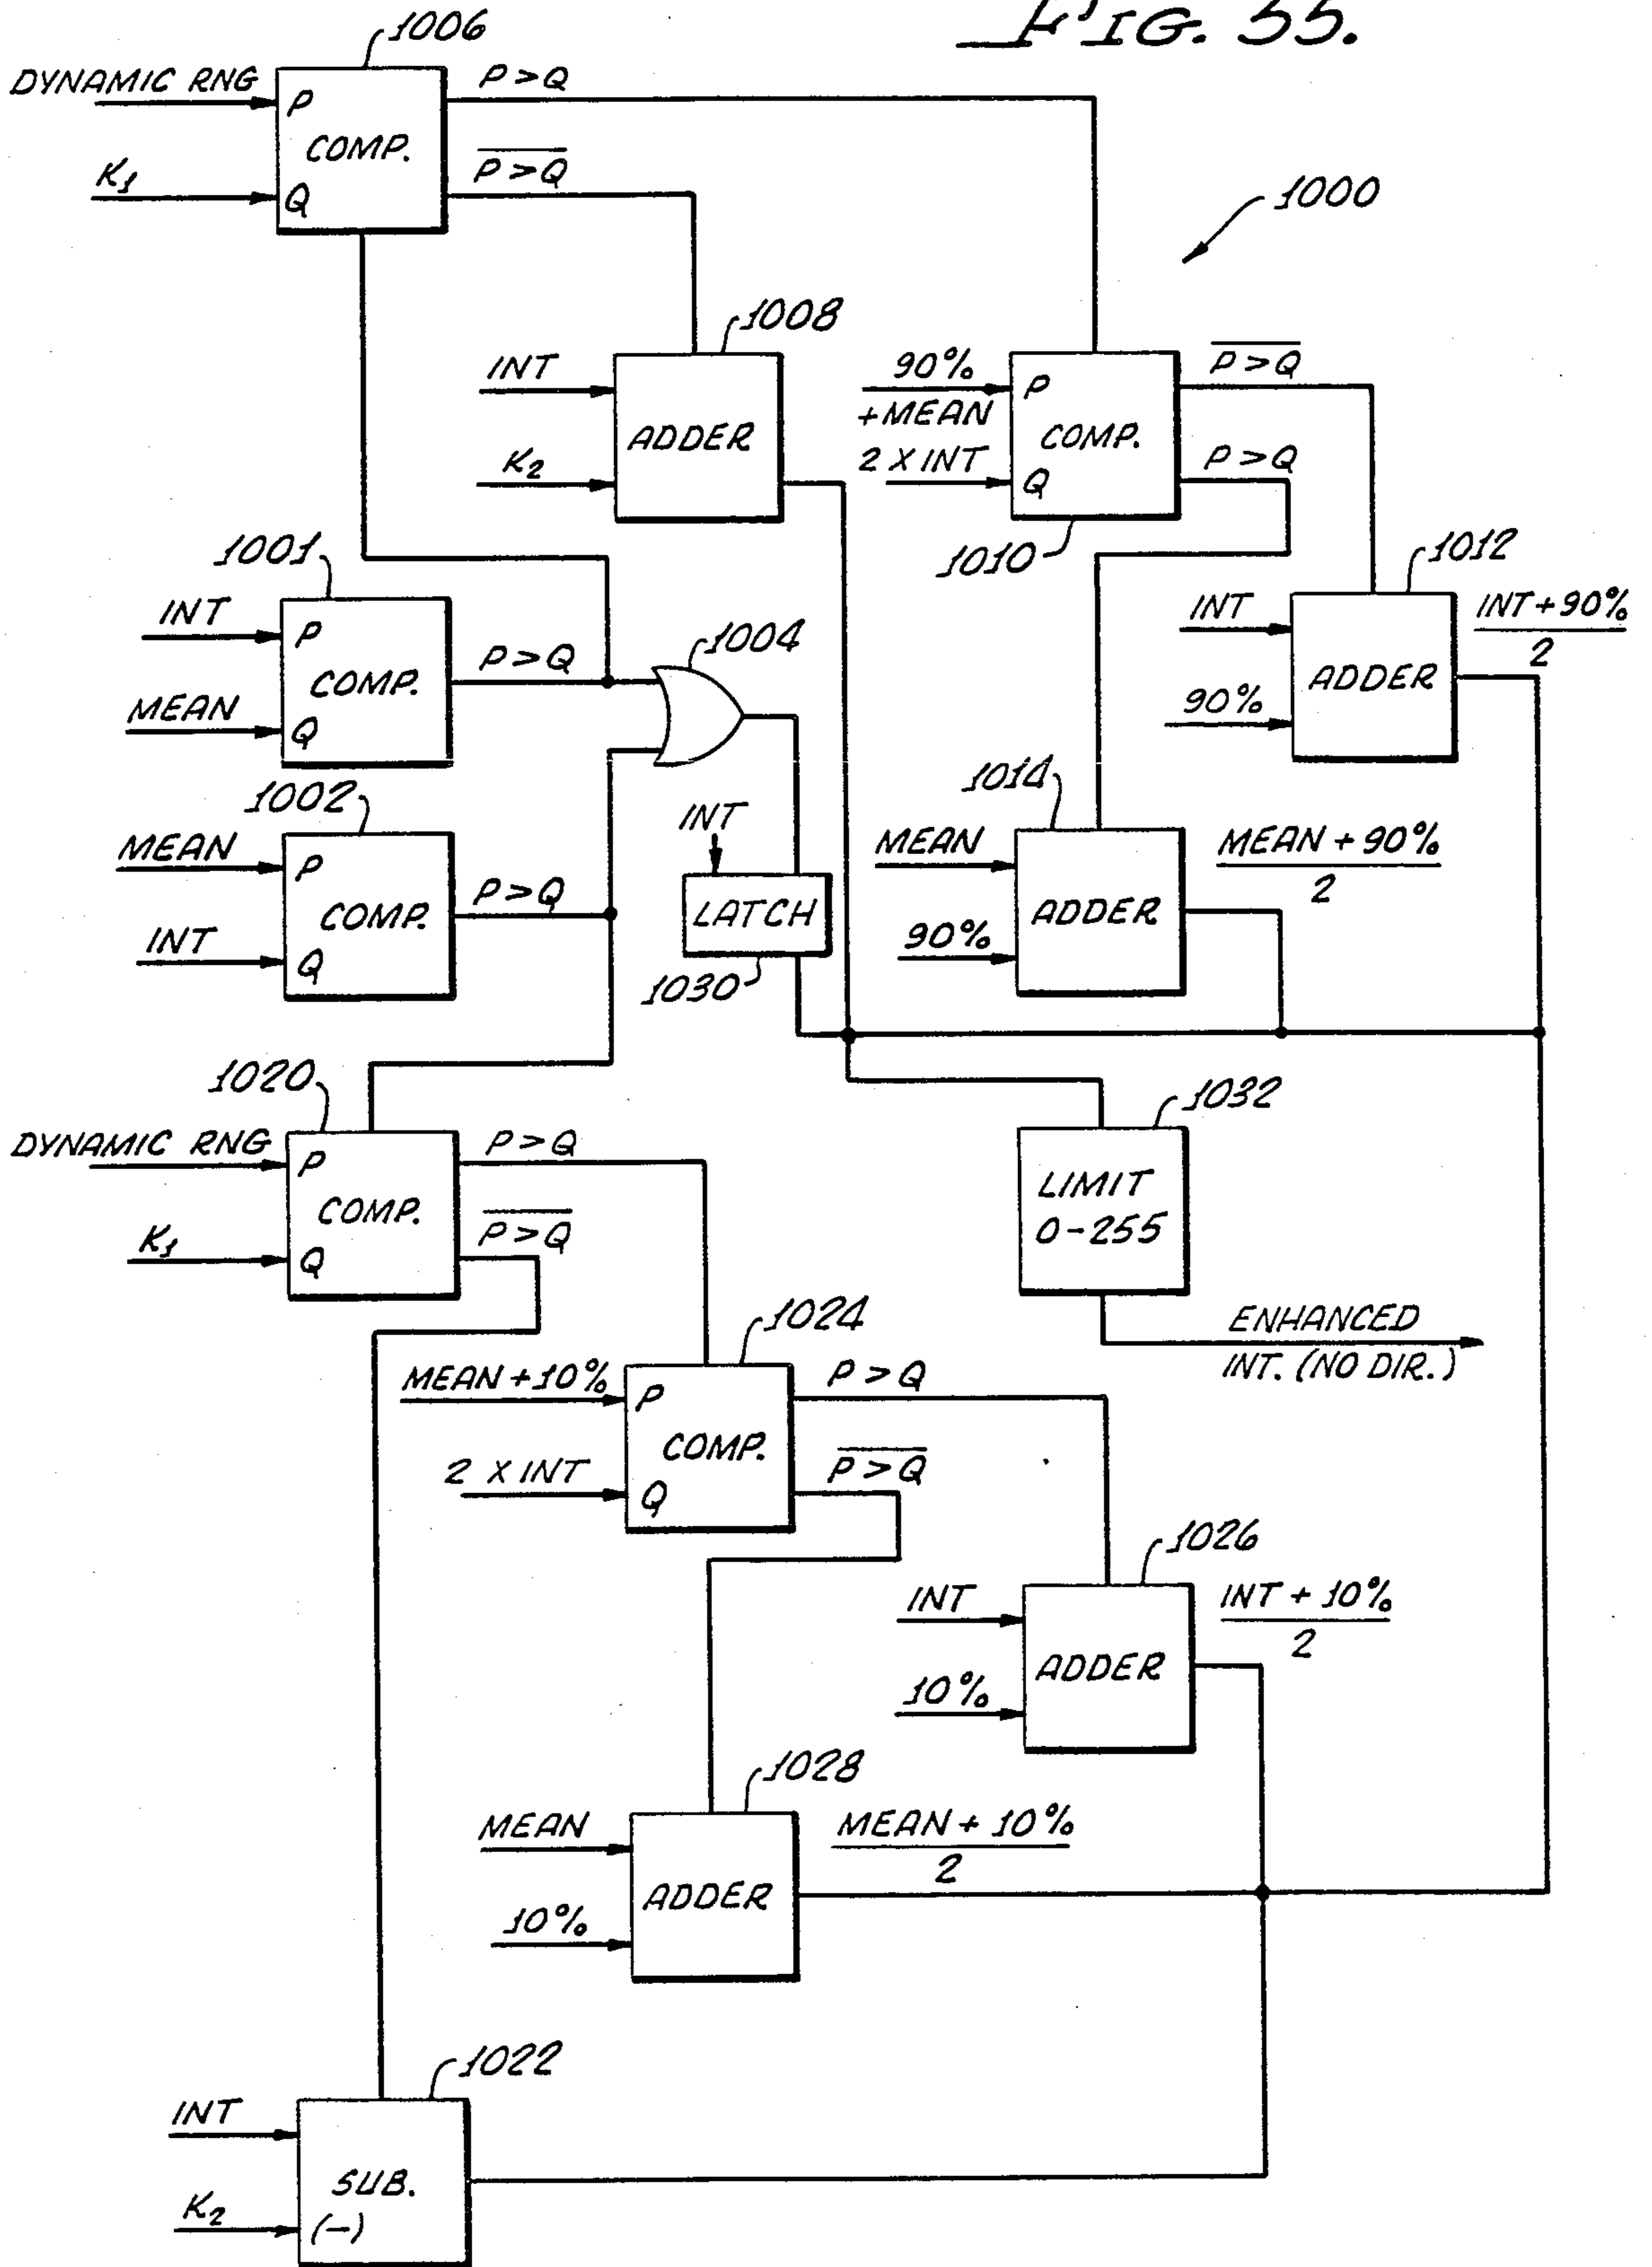 FIG. 35.
1006
DYNAMIC RNG
P
COMP.
K1
Q
P > Q
P > Q
1000
1008
INT
ADDER
K2
90%
+MEAN
P
COMP.
2 X INT
Q
P > Q
P > Q
1010
1012
INT
ADDER
90%
INT + 90%
2
1001
INT
P
COMP.
MEAN
Q
P > Q
1004
1002
MEAN
P
COMP.
INT
Q
P > Q
INT
LATCH
1030
1014
MEAN
ADDER
90%
MEAN + 90%
2
1020
DYNAMIC RNG
P
COMP.
K1
Q
P > Q
P > Q
1032
LIMIT
0-255
ENHANCED
INT. (NO DIR.)
1024
MEAN + 10%
P
COMP.
2 X INT
Q
P > Q
P > Q
1026
INT
ADDER
10%
INT + 10%
2
1028
MEAN
ADDER
10%
MEAN + 10%
2
1022
INT
SUB.
K2
(-)